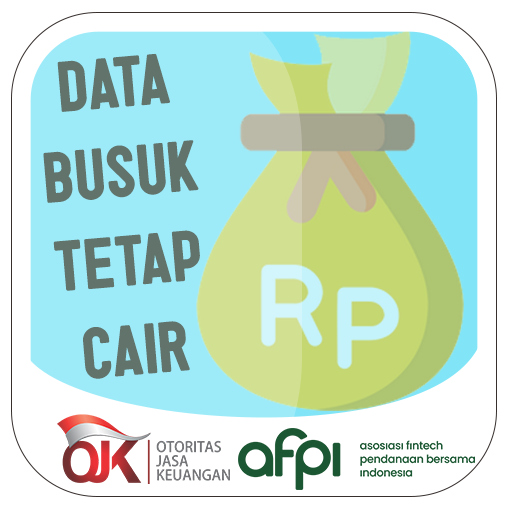 DATA
BUSUK
TETAP
CAIR
RP
OJK
OTORITAS
JASA
KEUANGAN
afpi
asosiasi fintech
pendanaan bersama
indonesia